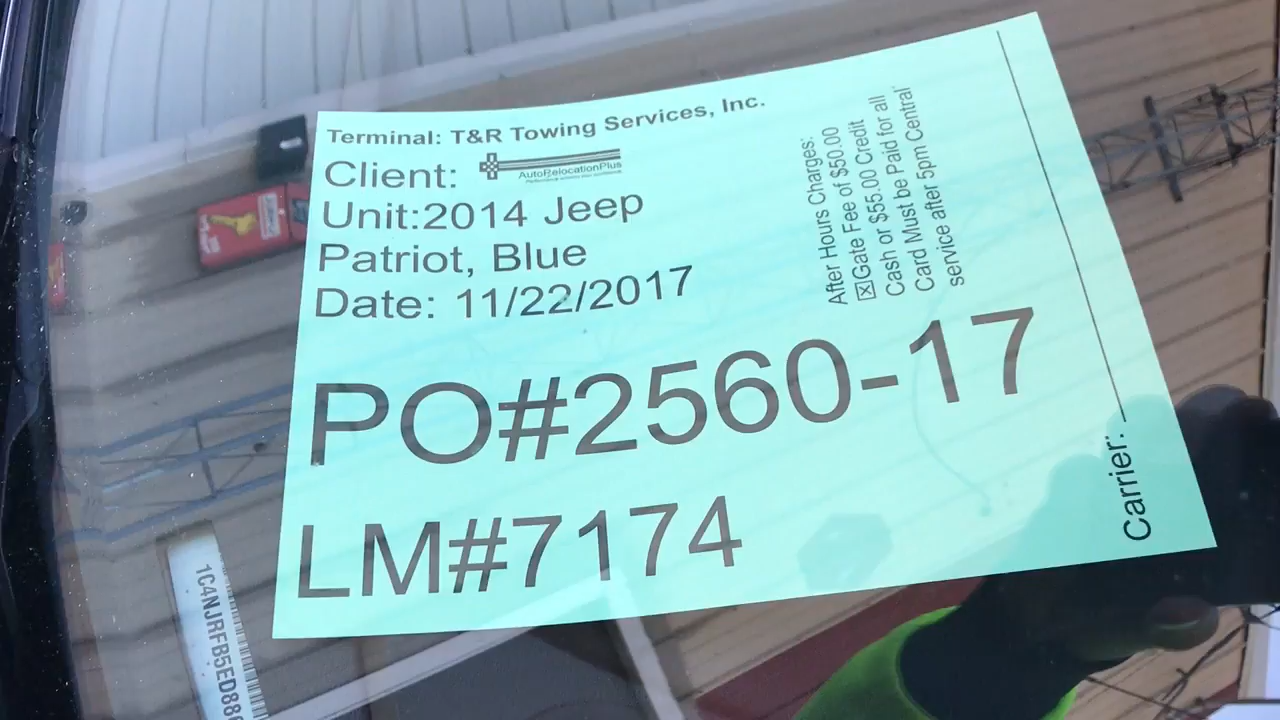 Terminal: T&R Towing Services, Inc.
Client: AutoRelocationPlus
Unit:2014 Jeep
Patriot, Blue
Date: 11/22/2017
PO#2560-17
LM#7174
After Hours Charges:
☒Gate Fee of $50.00
Cash or $55.00 Credit
Card Must be Paid for all
service after 5pm Central
Carrier:
1C4NJRFB5ED88